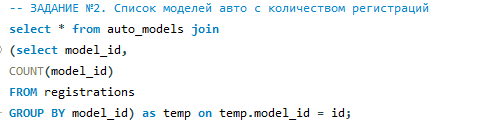 -- ЗАДАНИЕ №2. Список моделей авто с количеством регистраций
select * from auto_models join
(select model_id,
COUNT(model_id)
FROM registrations
GROUP BY model_id) as temp on temp.model_id = id;